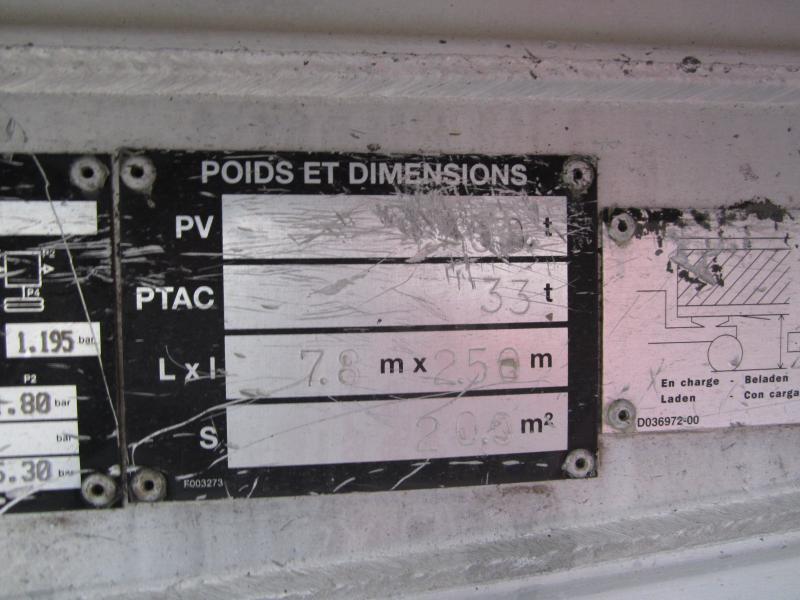 POIDS ET DIMENSIONS
PV t
PTAC 33 t
L x l 7.8 m x 2.50 m
S m²
F003273
P2
P4
1.195 bar
P2
.80 bar
bar
5.30 bar
En charge - Beladen
Laden - Con carga
D036972-00